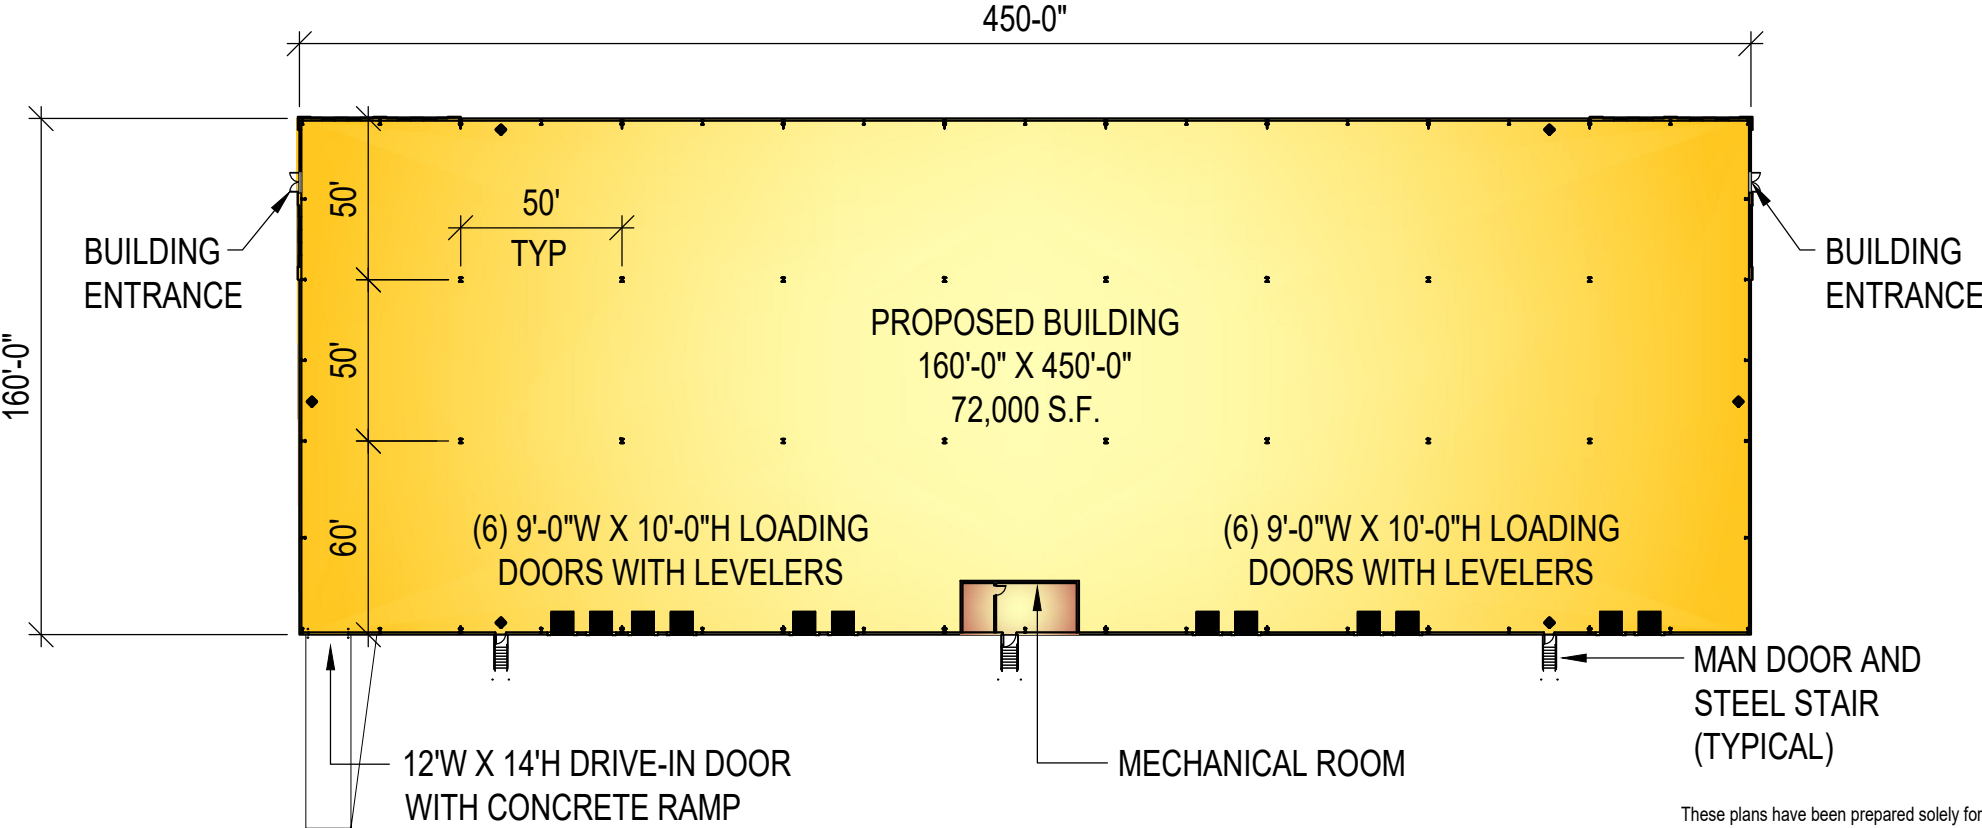 450-0"
50'
50'
TYP
BUILDING
ENTRANCE
BUILDING
ENTRANCE
PROPOSED BUILDING
160'-0" X 450'-0"
72,000 S.F.
160'-0"
50'
60'
(6) 9'-0"W X 10'-0"H LOADING
DOORS WITH LEVELERS
(6) 9'-0"W X 10'-0"H LOADING
DOORS WITH LEVELERS
MAN DOOR AND
STEEL STAIR
(TYPICAL)
12'W X 14'H DRIVE-IN DOOR
WITH CONCRETE RAMP
MECHANICAL ROOM
These plans have been prepared solely for